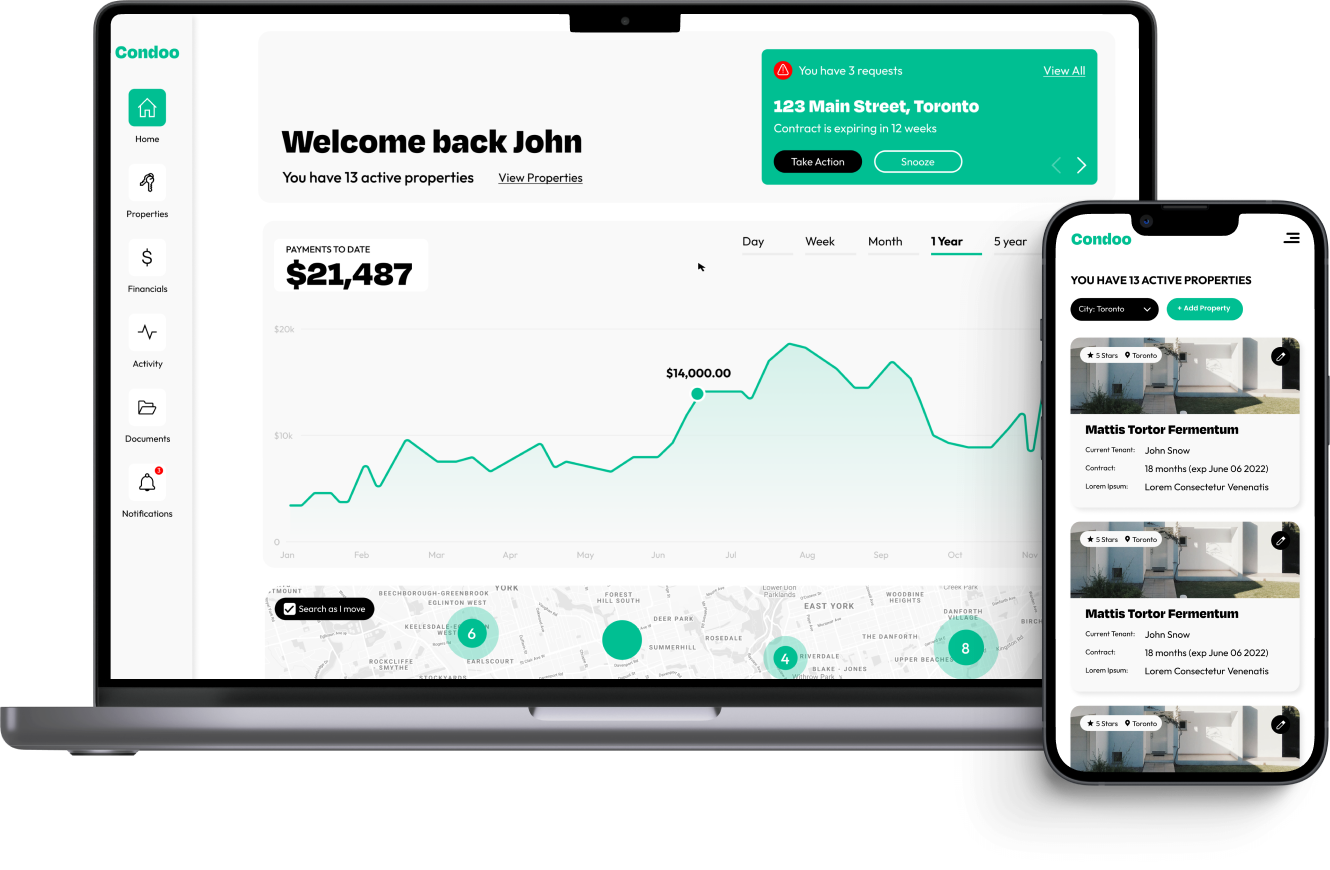 Condoo
Home
Properties
Financials
Activity
Documents
3
Notifications
Welcome back John
You have 13 active properties
View Properties
You have 3 requests
View All
123 Main Street, Toronto
Contract is expiring in 12 weeks
Take Action
Snooze
PAYMENTS TO DATE
$21,487
Day
Week
Month
1 Year
5 year
$20k
$14,000.00
$10k
0
Jan
Feb
Mar
Apr
May
Jun
Jul
Aug
Sep
Oct
Nov
Search as I move
YORK
BEECHBOROUGH-GREENBROOK
EGLINTON WEST
6
EARLSCOURT
ROCKCLIFFE
SMYTHE
STOCKYARDS
FOREST
HILL SOUTH
DEER PARK
SUMMERHILL
ROSEDALE
Lower Don
Parklands
EAST YORK
4
RIVERDALE
BLAKE - JONES
Withrow Park
WOODBINE
HEIGHTS
THE DANFORTH
UPPER BEACHES
DANFORTH
VILLAGE
8
Kingston Rd
Creek Park
Condoo
YOU HAVE 13 ACTIVE PROPERTIES
City: Toronto
+ Add Property
5 Stars
Toronto
Mattis Tortor Fermentum
Current Tenant: John Snow
Contract: 18 months (exp June 06 2022)
Lorem Ipsum: Lorem Consectetur Venenatis
5 Stars
Toronto
Mattis Tortor Fermentum
Current Tenant: John Snow
Contract: 18 months (exp June 06 2022)
Lorem Ipsum: Lorem Consectetur Venenatis
5 Stars
Toronto